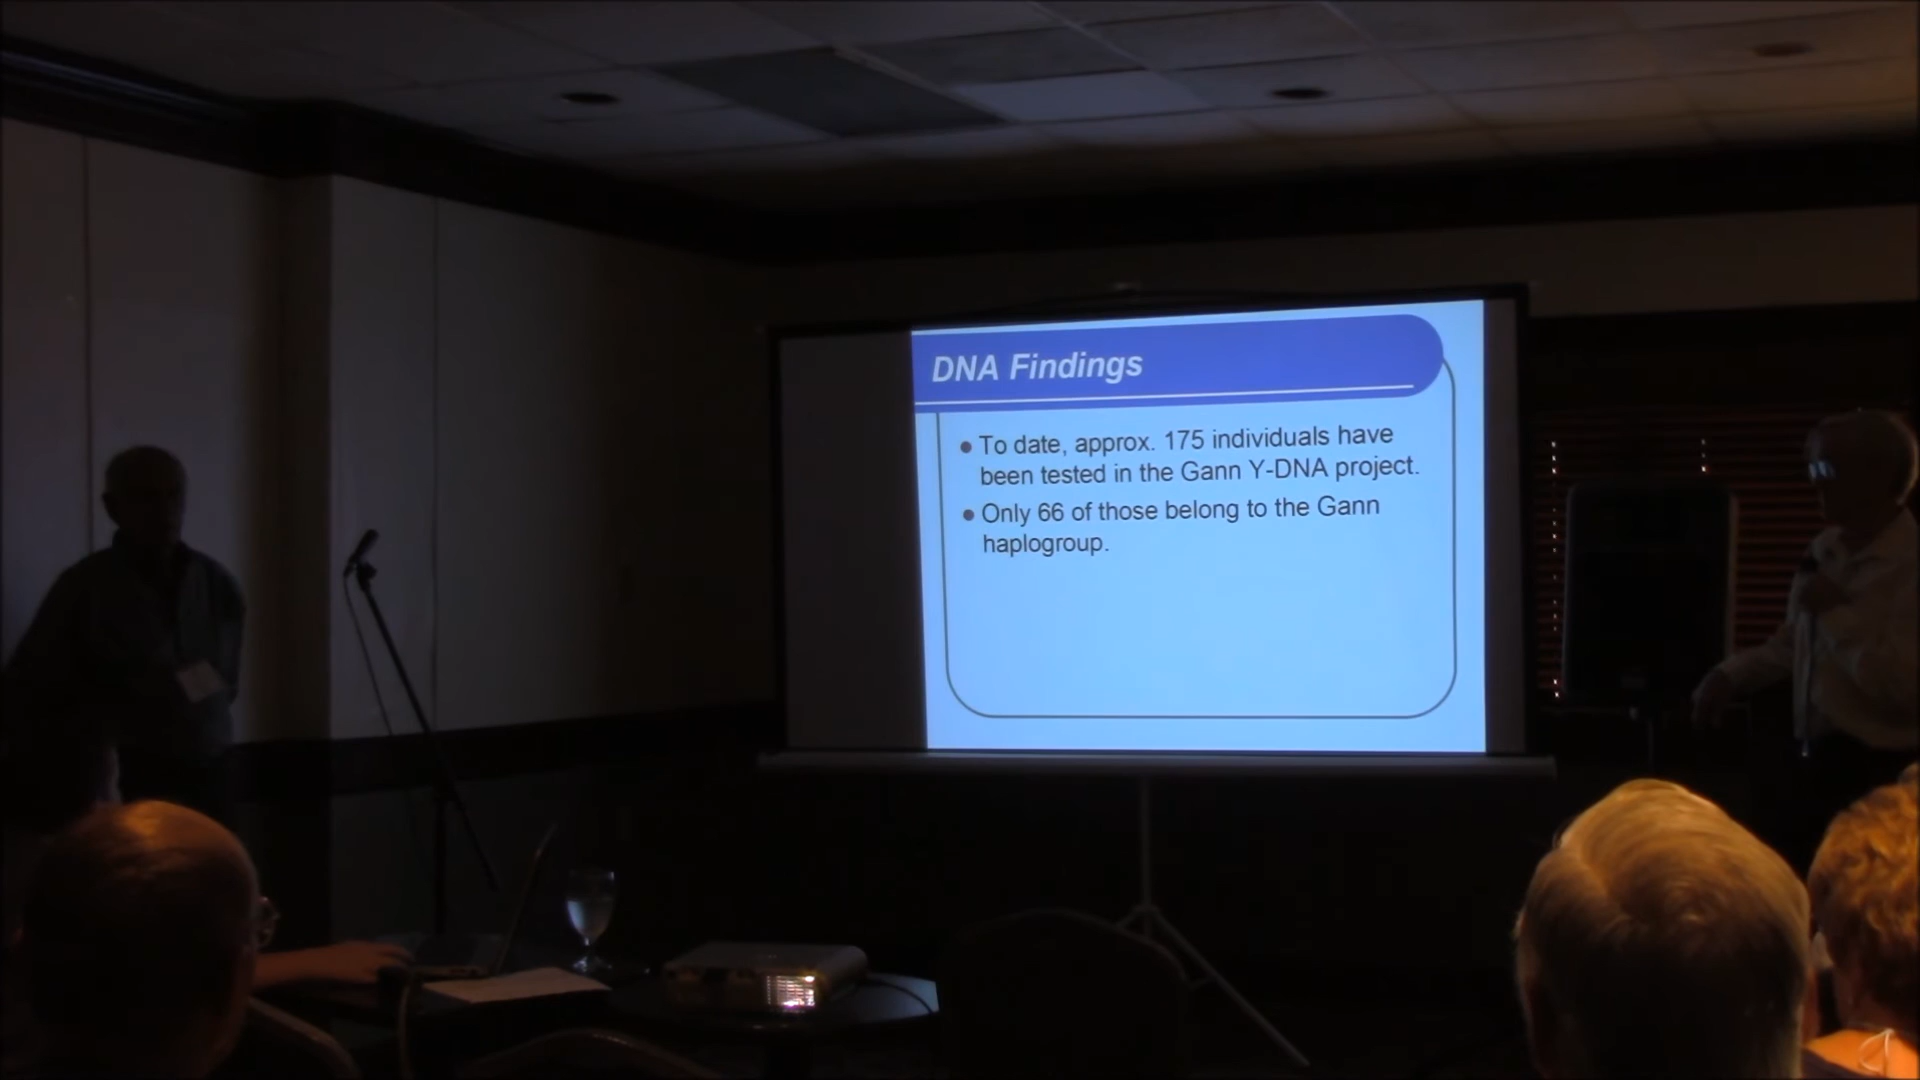 DNA Findings
● To date, approx. 175 individuals have
been tested in the Gann Y-DNA project.
● Only 66 of those belong to the Gann
haplogroup.